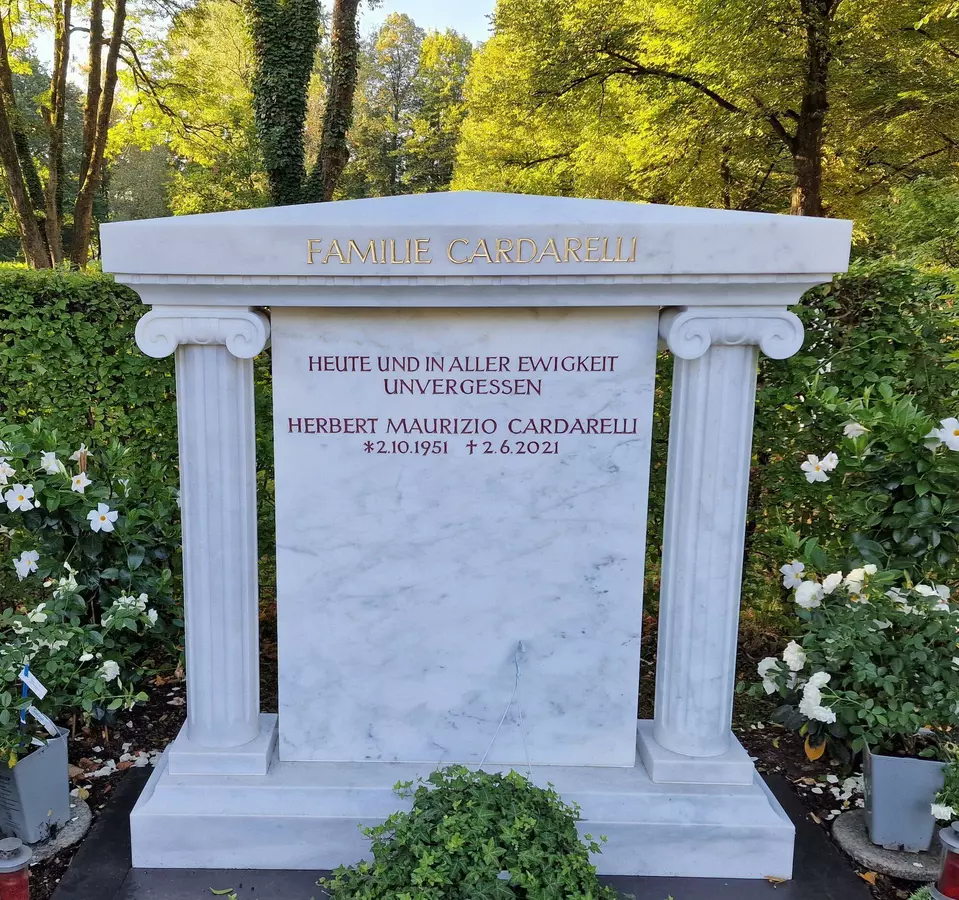 FAMILIE CARDARELLI
HEUTE UND IN ALLER EWIGKEIT
UNVERGESSEN
HERBERT MAURIZIO CARDARELLI
*2.10.1951 †2.6.2021